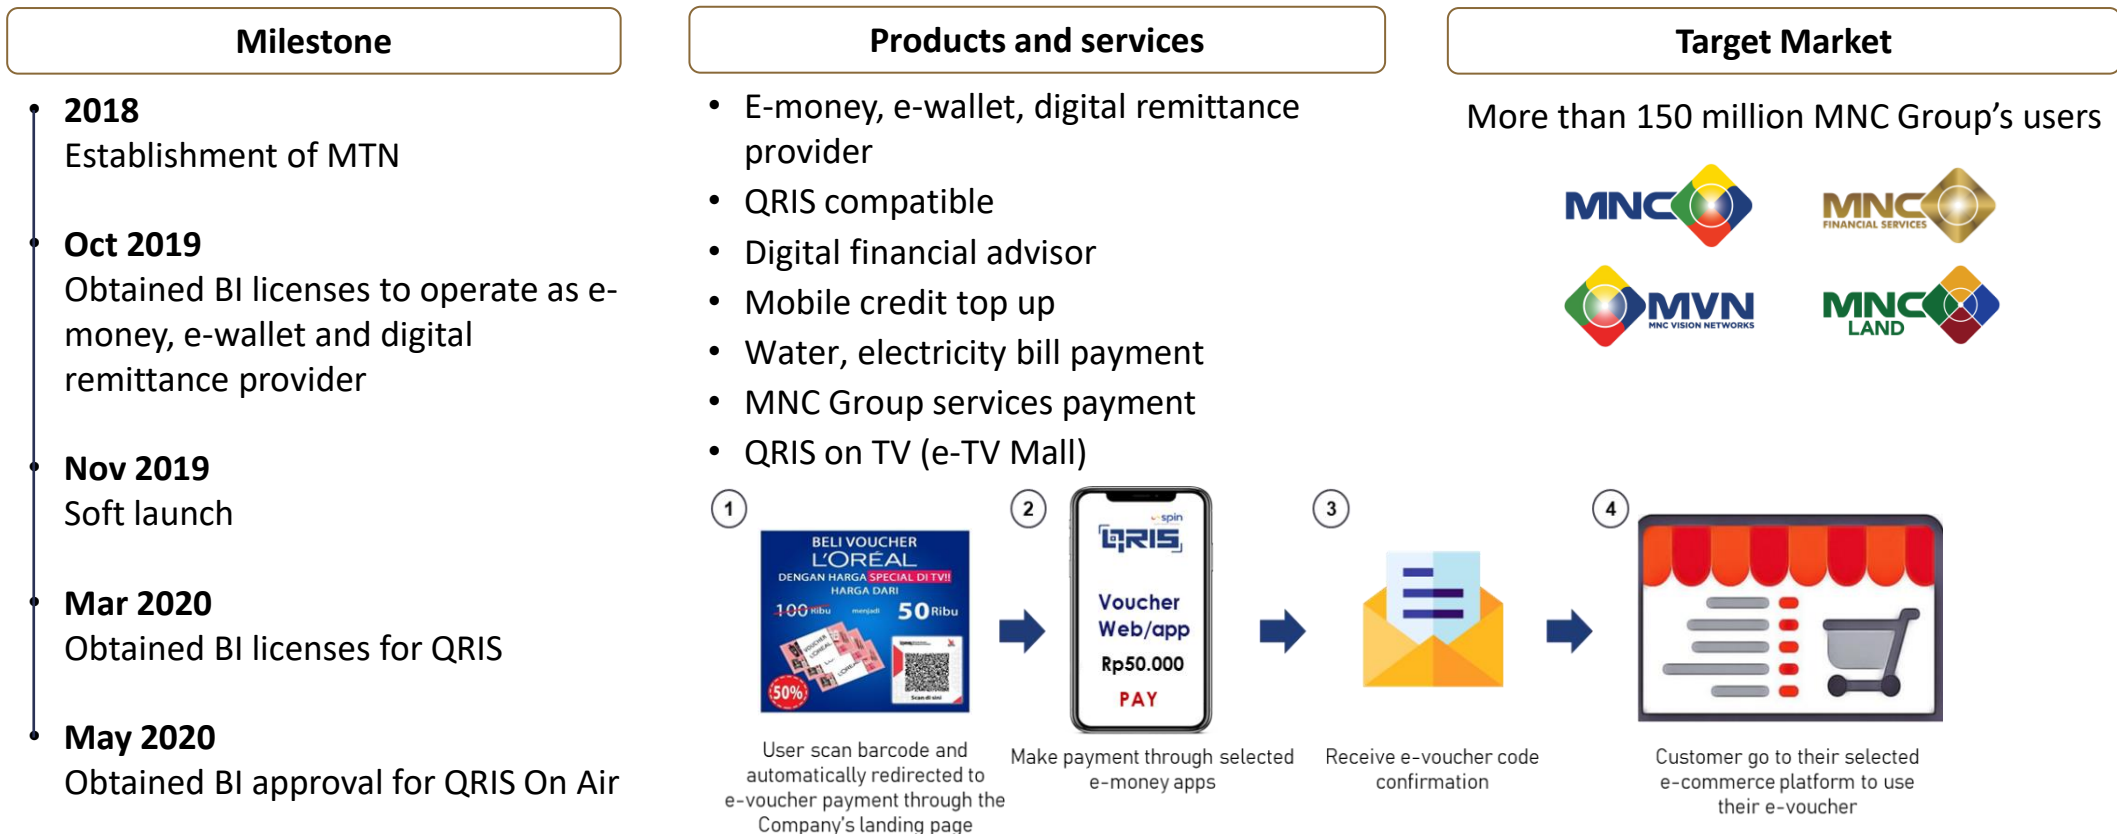 Milestone
2018
Establishment of MTN
Oct 2019
Obtained BI licenses to operate as e-
money, e-wallet and digital
remittance provider
Nov 2019
Soft launch
Mar 2020
Obtained BI licenses for QRIS
May 2020
Obtained BI approval for QRIS On Air
Products and services
• E-money, e-wallet, digital remittance
provider
• QRIS compatible
• Digital financial advisor
• Mobile credit top up
• Water, electricity bill payment
• MNC Group services payment
• QRIS on TV (e-TV Mall)
Target Market
More than 150 million MNC Group's users
MNC
MNC
FINANCIAL SERVICES
MVN
MNC VISION NETWORKS
MNC
LAND
1
BELI VOUCHER
L'ORÉAL
DENGAN HARGA SPECIAL DI TV!!
HARGA DARI
100 Ribu menjadi 50 Ribu
VOUCHER
L'OREAL
50%
Scan di sini
User scan barcode and
automatically redirected to
e-voucher payment through the
Company's landing page
2
spin
QRIS
Voucher
Web/app
Rp50.000
PAY
Make payment through selected
e-money apps
3
Receive e-voucher code
confirmation
4
Customer go to their selected
e-commerce platform to use
their e-voucher